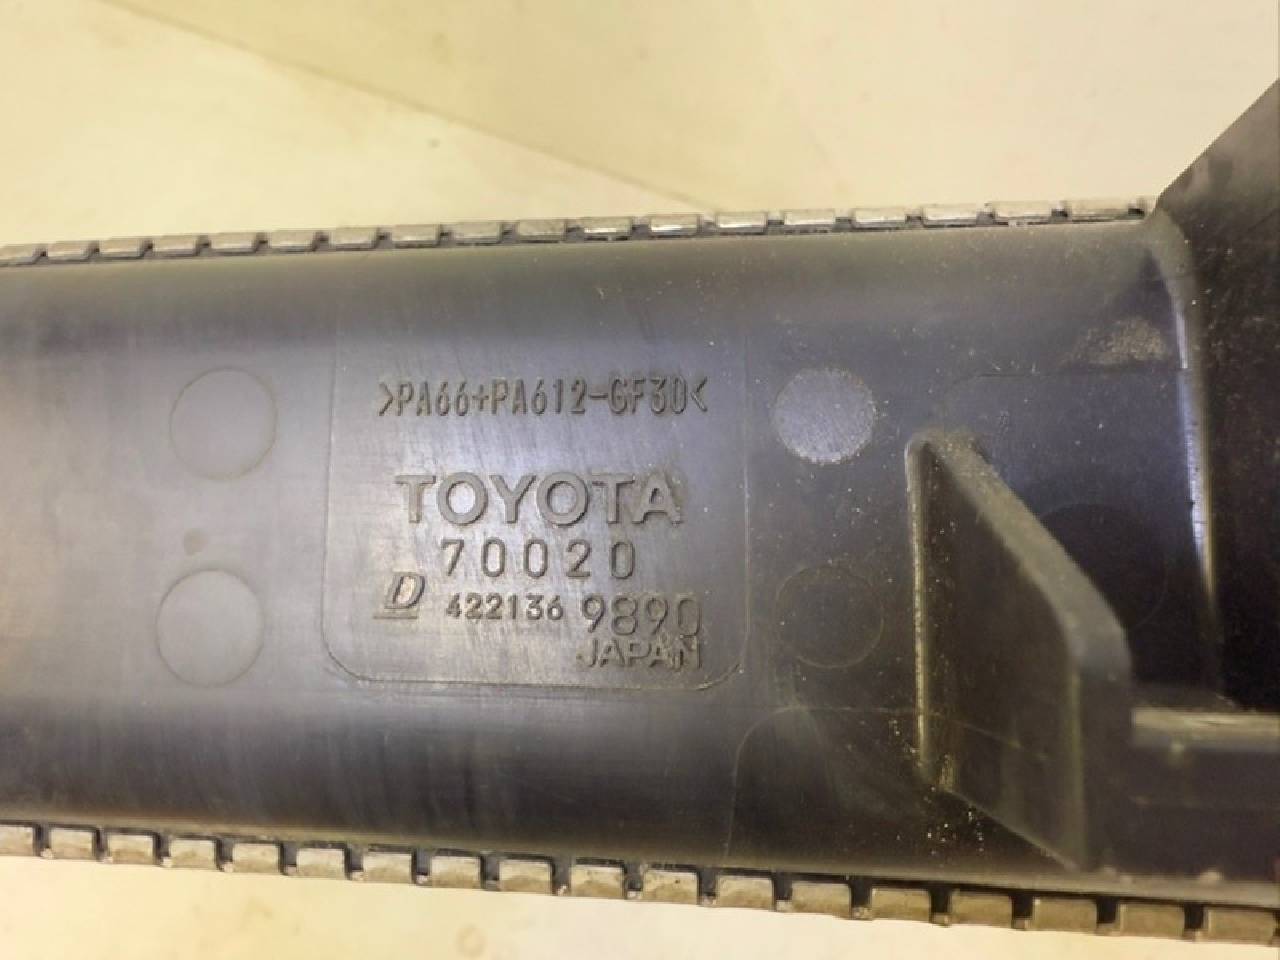 >PA66+PA612-GF30<
TOYOTA
70020
D 422136 9890
JAPAN